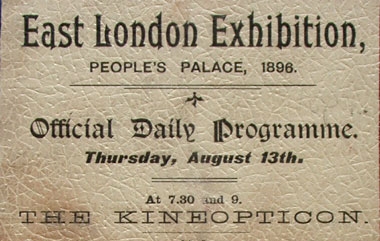 East London Exhibition,
PEOPLE'S PALACE, 1896.
Official Daily Programme.
Thursday, August 13th.
At 7.30 and 9.
THE KINEOPTICON.